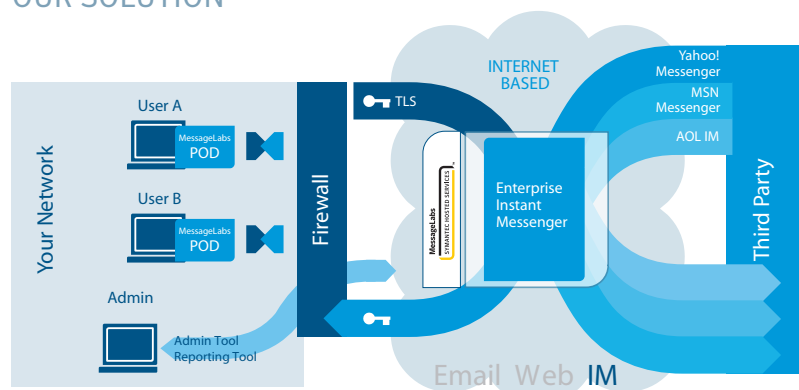 OUR SOLUTION
Your Network
User A
MessageLabs
POD
User B
MessageLabs
POD
Admin
Admin Tool
Reporting Tool
Firewall
TLS
INTERNET
BASED
MessageLabs
SYMANTEC HOSTED SERVICES
™
Enterprise
Instant
Messenger
Yahoo!
Messenger
MSN
Messenger
AOL IM
Third Party
Email Web IM